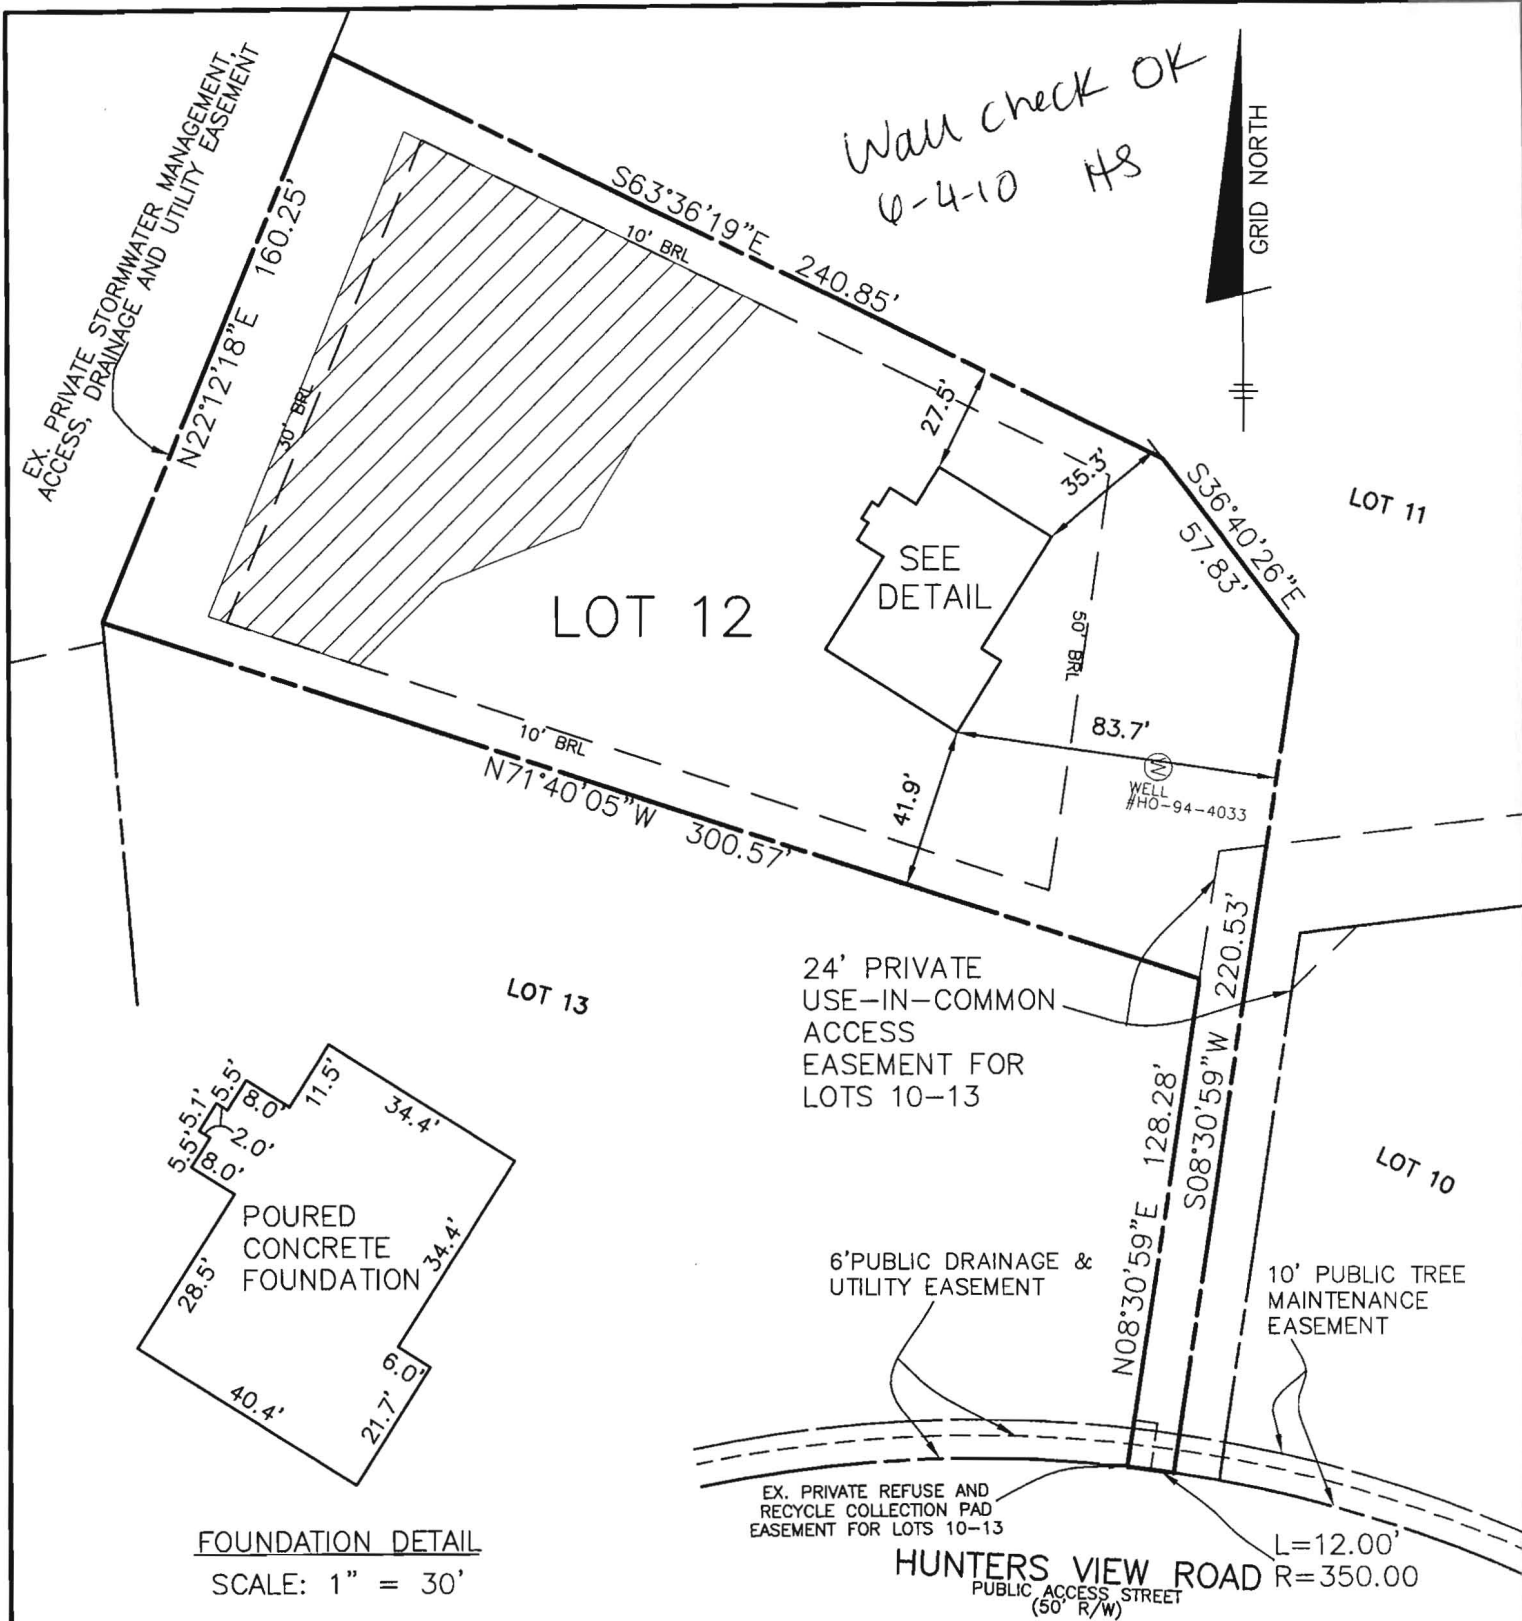 Wall check OK
6-4-10 HS
GRID NORTH
EX. PRIVATE STORMWATER MANAGEMENT,
ACCESS, DRAINAGE AND UTILITY EASEMENT
N22°12'18"E 160.25'
S63°36'19"E 240.85'
10' BRL
30' BRL
27.5'
35.3'
S36°40'26"E
57.83'
LOT 11
SEE
DETAIL
LOT 12
50' BRL
83.7'
W
WELL
#HO-94-4033
41.9'
10' BRL
N71°40'05"W 300.57'
LOT 13
24' PRIVATE
USE-IN-COMMON
ACCESS
EASEMENT FOR
LOTS 10-13
S08°30'59"W 220.53'
N08°30'59"E 128.28'
LOT 10
11.5'
34.4'
5.5'
8.0'
5.1'
2.0'
5.5'
8.0'
POURED
CONCRETE
FOUNDATION
34.4'
28.5'
6.0'
40.4'
21.7'
6'PUBLIC DRAINAGE &
UTILITY EASEMENT
10' PUBLIC TREE
MAINTENANCE
EASEMENT
EX. PRIVATE REFUSE AND
RECYCLE COLLECTION PAD
EASEMENT FOR LOTS 10-13
FOUNDATION DETAIL
SCALE: 1" = 30'
HUNTERS VIEW ROAD
PUBLIC ACCESS STREET
(50' R/W)
L=12.00'
R=350.00